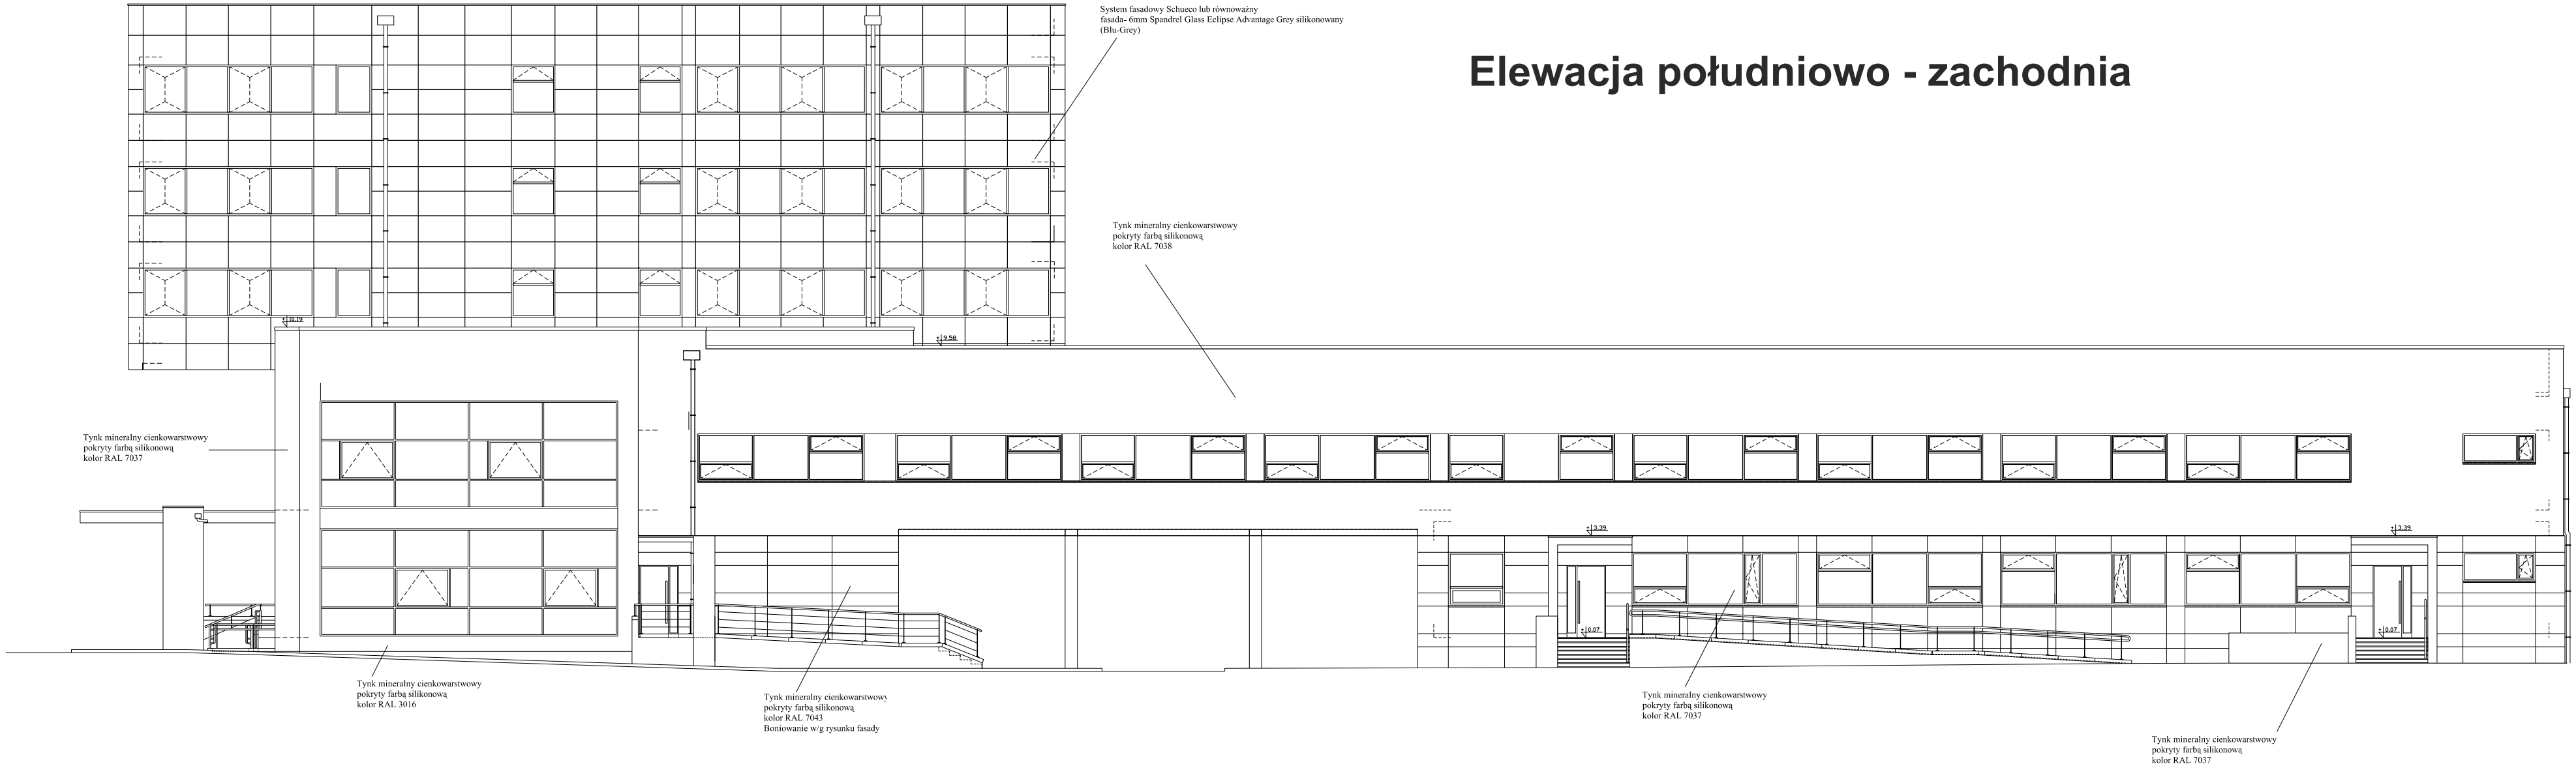 System fasadowy Schueco lub równoważny
fasada- 6mm Spandrel Glass Eclipse Advantage Grey silikonowany
(Blu-Grey)
Elewacja południowo - zachodnia
Tynk mineralny cienkowarstwowy
pokryty farbą silikonową
kolor RAL 7038
10,19
9,58
Tynk mineralny cienkowarstwowy
pokryty farbą silikonową
kolor RAL 7037
3,39
3,39
0,07
0,07
Tynk mineralny cienkowarstwowy
pokryty farbą silikonową
kolor RAL 3016
Tynk mineralny cienkowarstwowy
pokryty farbą silikonową
kolor RAL 7043
Boniowanie w/g rysunku fasady
Tynk mineralny cienkowarstwowy
pokryty farbą silikonową
kolor RAL 7037
Tynk mineralny cienkowarstwowy
pokryty farbą silikonową
kolor RAL 7037